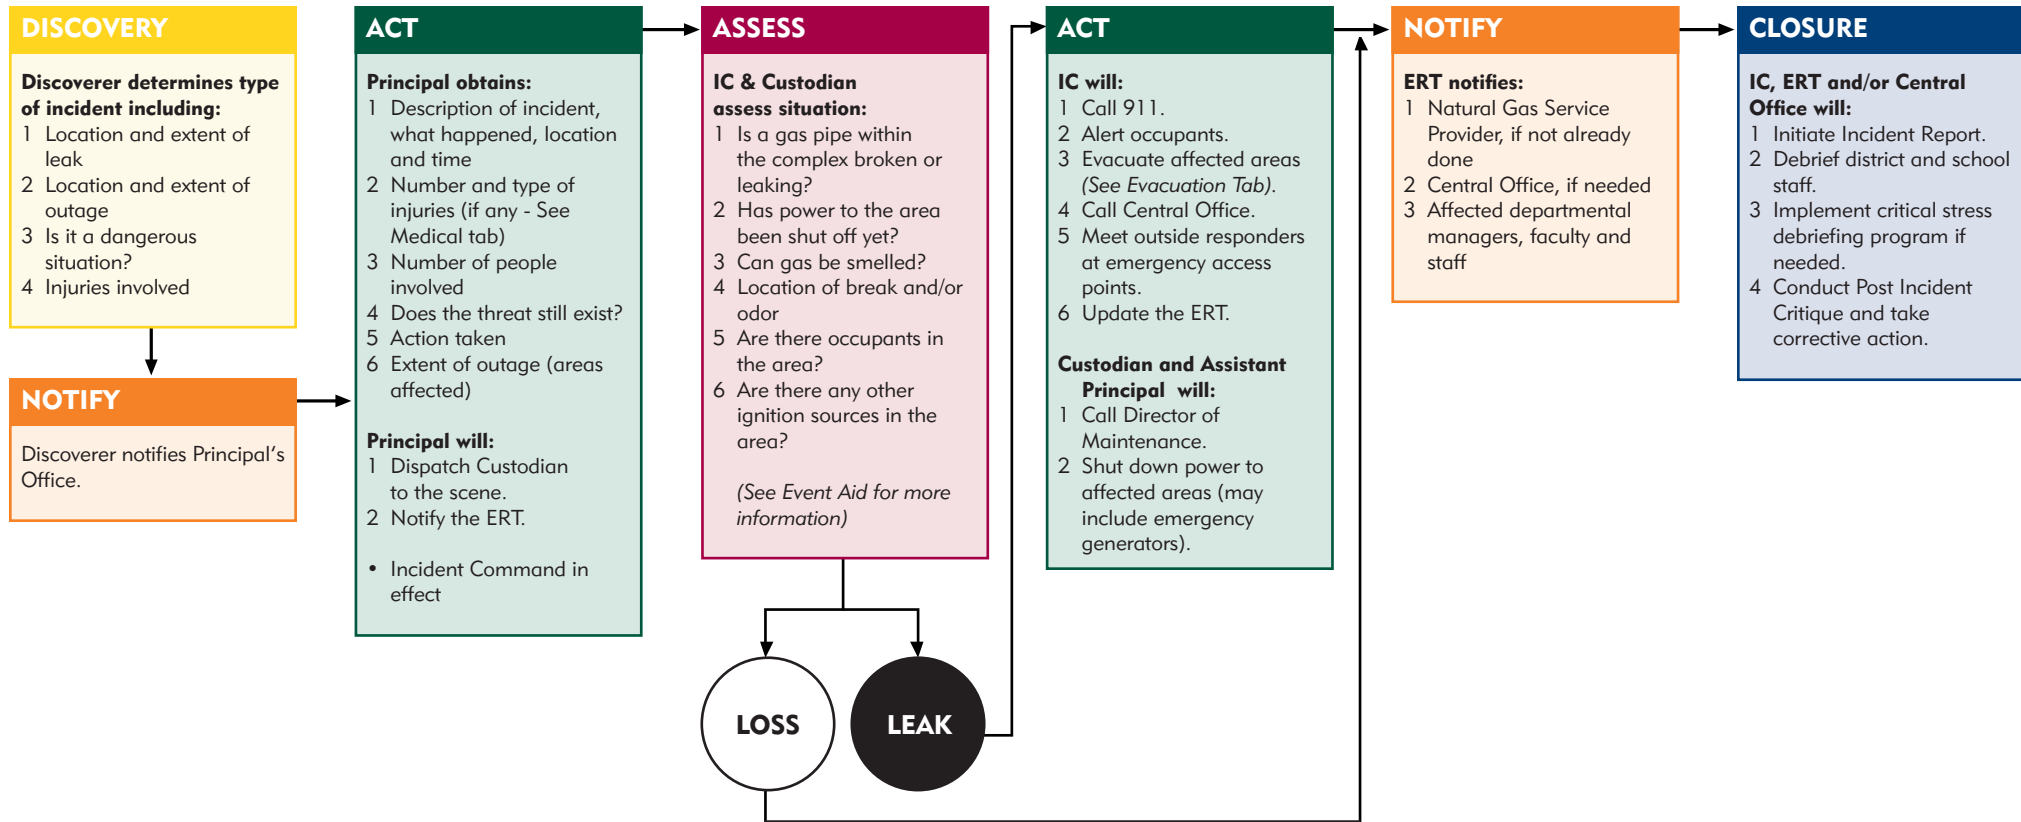 DISCOVERY
Discoverer determines type
of incident including:
1 Location and extent of
leak
2 Location and extent of
outage
3 Is it a dangerous
situation?
4 Injuries involved
NOTIFY
Discoverer notifies Principal's
Office.
ACT
Principal obtains:
1 Description of incident,
what happened, location
and time
2 Number and type of
injuries (if any - See
Medical tab)
3 Number of people
involved
4 Does the threat still exist?
5 Action taken
6 Extent of outage (areas
affected)
Principal will:
1 Dispatch Custodian
to the scene.
2 Notify the ERT.
• Incident Command in
effect
ASSESS
IC & Custodian
assess situation:
1 Is a gas pipe within
the complex broken or
leaking?
2 Has power to the area
been shut off yet?
3 Can gas be smelled?
4 Location of break and/or
odor
5 Are there occupants in
the area?
6 Are there any other
ignition sources in the
area?
(See Event Aid for more
information)
LOSS
LEAK
ACT
IC will:
1 Call 911.
2 Alert occupants.
3 Evacuate affected areas
(See Evacuation Tab).
4 Call Central Office.
5 Meet outside responders
at emergency access
points.
6 Update the ERT.
Custodian and Assistant
Principal will:
1 Call Director of
Maintenance.
2 Shut down power to
affected areas (may
include emergency
generators).
NOTIFY
ERT notifies:
1 Natural Gas Service
Provider, if not already
done
2 Central Office, if needed
3 Affected departmental
managers, faculty and
staff
CLOSURE
IC, ERT and/or Central
Office will:
1 Initiate Incident Report.
2 Debrief district and school
staff.
3 Implement critical stress
debriefing program if
needed.
4 Conduct Post Incident
Critique and take
corrective action.